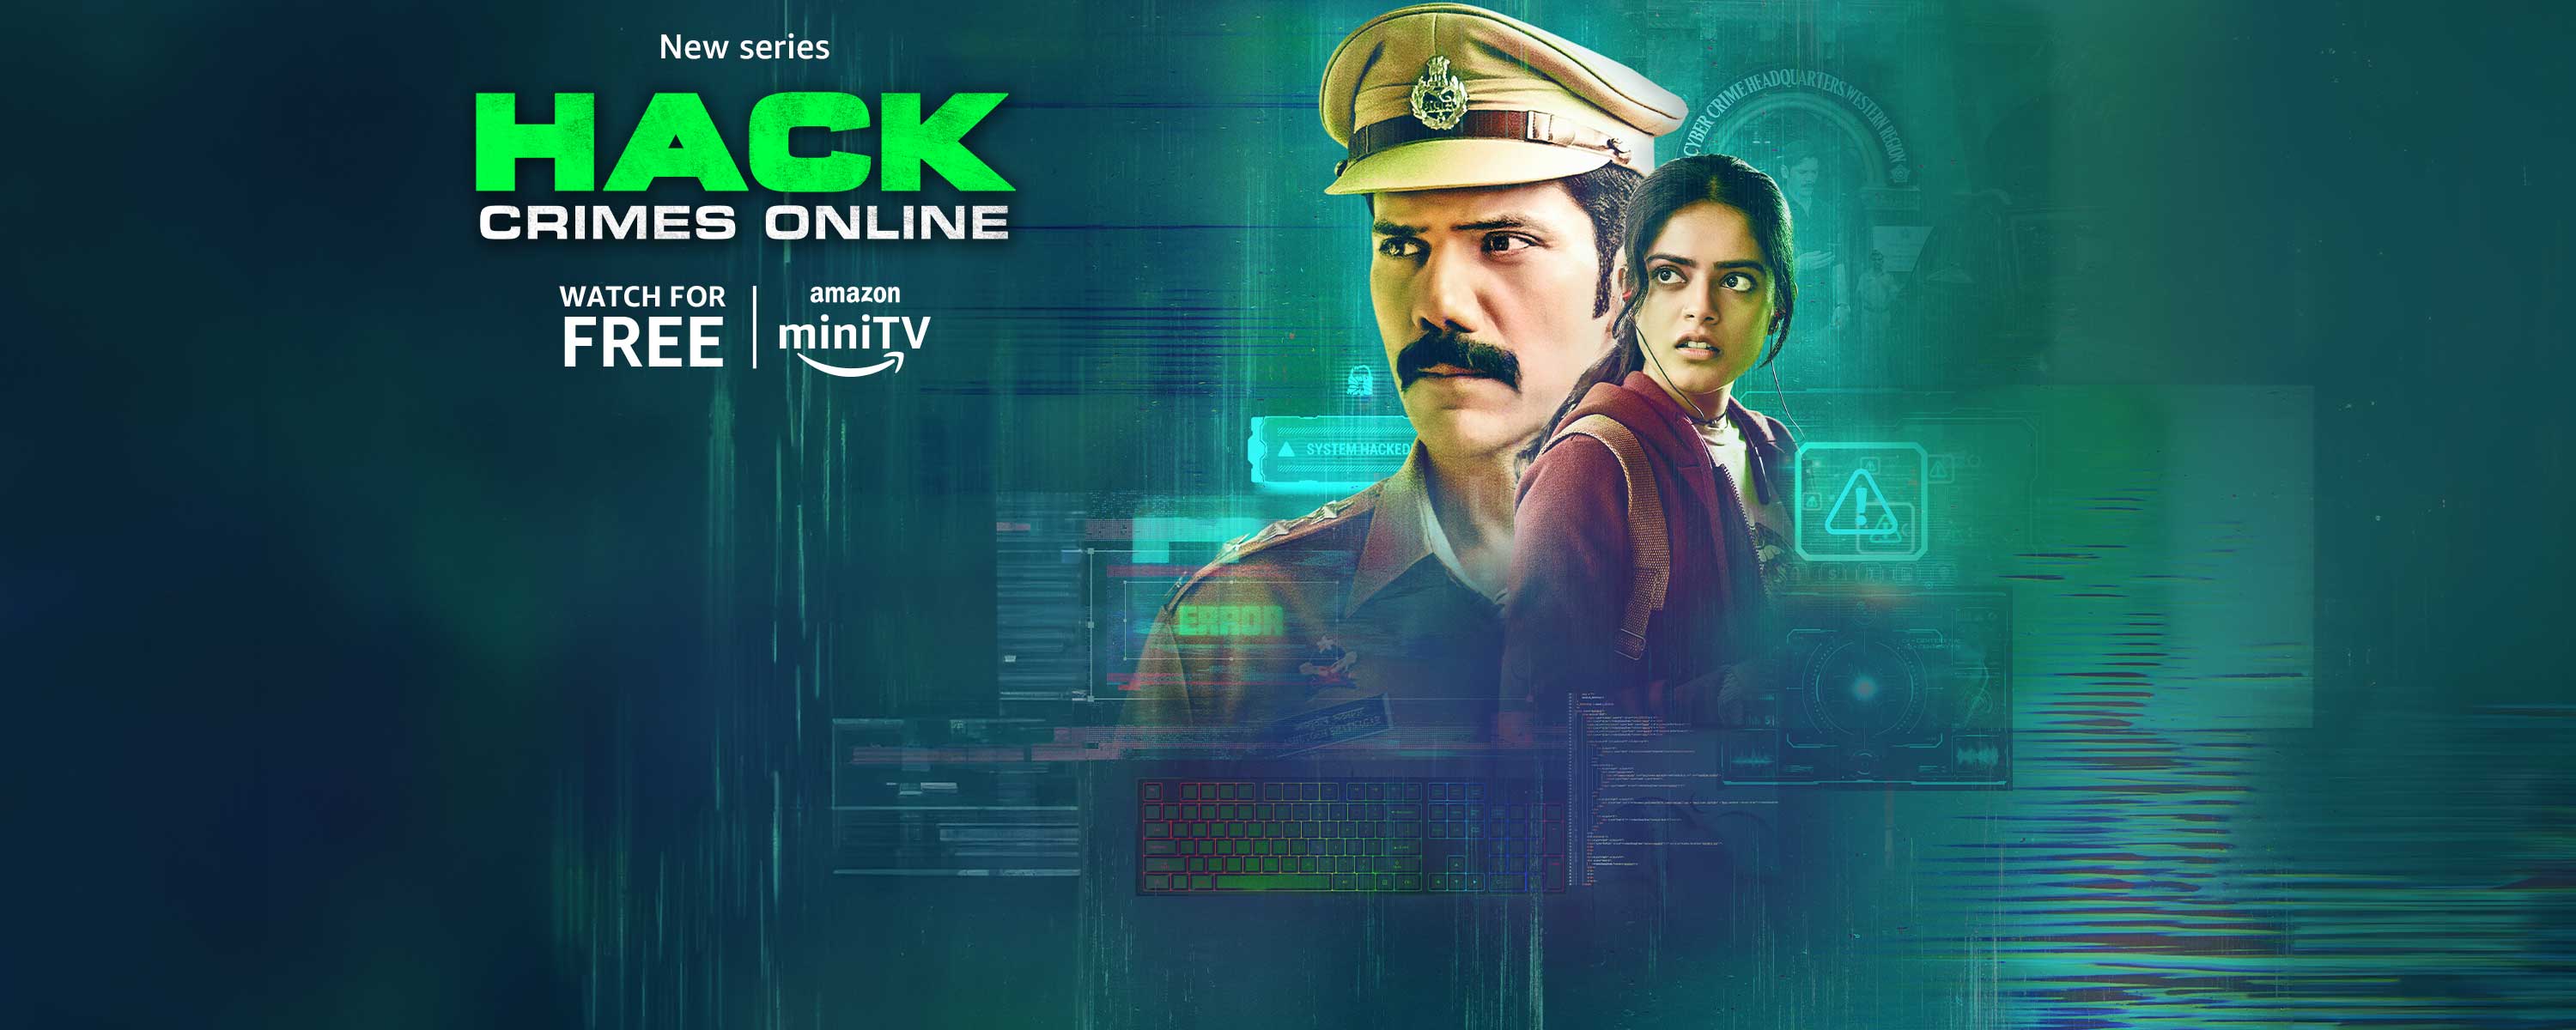 New series
HACK
CRIMES ONLINE
WATCH FOR
FREE
amazon
miniTV
CYBER CRIME HEADQUARTERS, WESTERN REGION
SYSTEM HACKED
ERROR